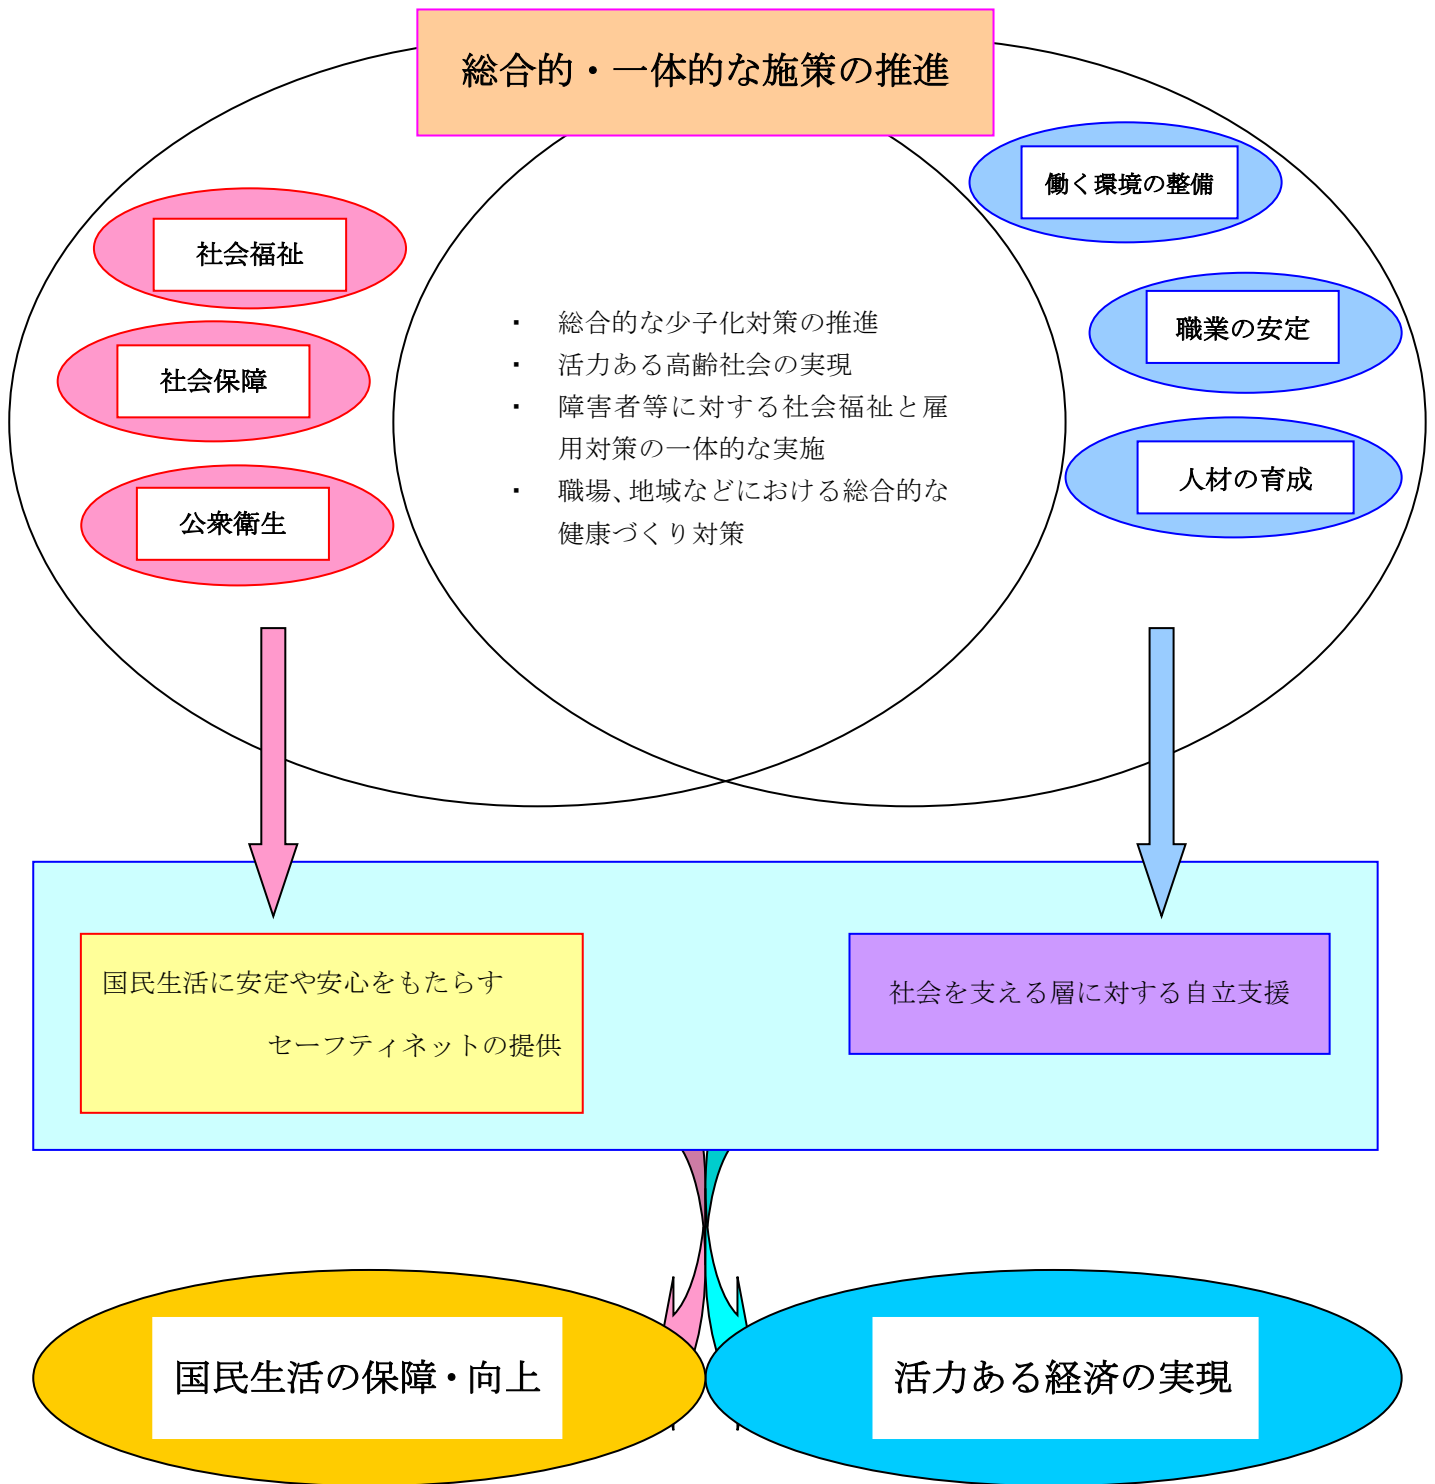 総合的・一体的な施策の推進
社会福祉
社会保障
公衆衛生
・ 総合的な少子化対策の推進
・ 活力ある高齢社会の実現
・ 障害者等に対する社会福祉と雇
用対策の一体的な実施
・ 職場、地域などにおける総合的な
健康づくり対策
働く環境の整備
職業の安定
人材の育成
国民生活に安定や安心をもたらす
セーフティネットの提供
社会を支える層に対する自立支援
国民生活の保障・向上
活力ある経済の実現